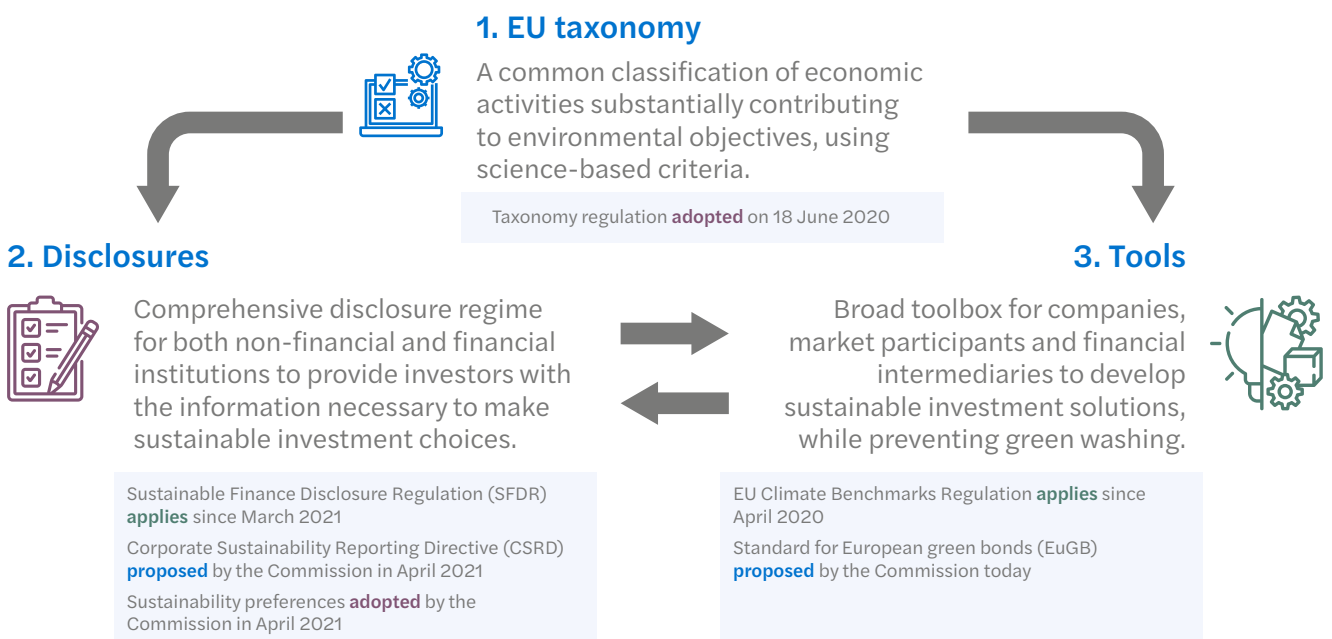 1. EU taxonomy
A common classification of economic
activities substantially contributing
to environmental objectives, using
science-based criteria.
Taxonomy regulation adopted on 18 June 2020
2. Disclosures
Comprehensive disclosure regime
for both non-financial and financial
institutions to provide investors with
the information necessary to make
sustainable investment choices.
Sustainable Finance Disclosure Regulation (SFDR)
applies since March 2021
Corporate Sustainability Reporting Directive (CSRD)
proposed by the Commission in April 2021
Sustainability preferences adopted by the
Commission in April 2021
3. Tools
Broad toolbox for companies,
market participants and financial
intermediaries to develop
sustainable investment solutions,
while preventing green washing.
EU Climate Benchmarks Regulation applies since
April 2020
Standard for European green bonds (EuGB)
proposed by the Commission today